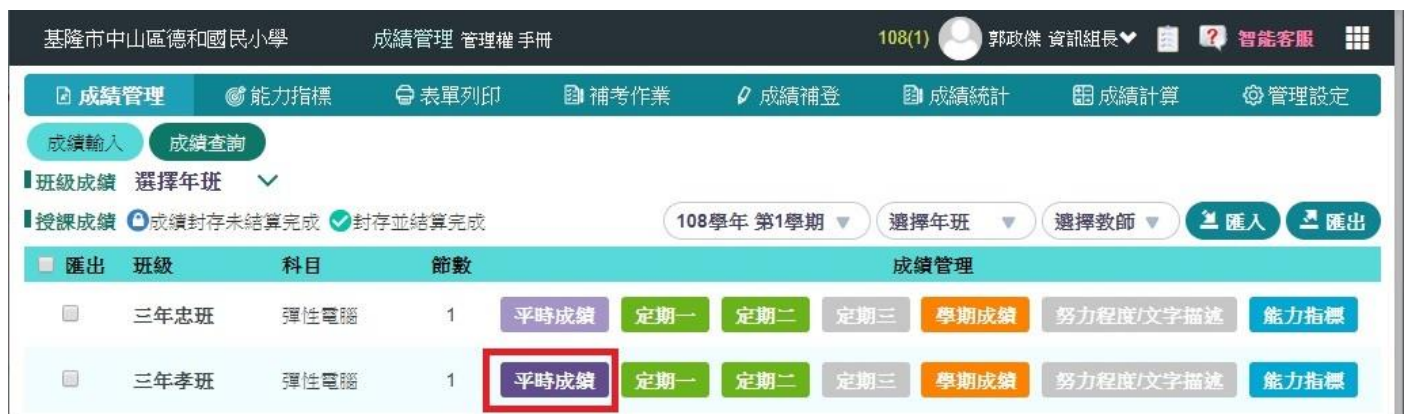 基隆市中山區德和國民小學 成績管理 管理權 手冊 108(1) 郭政傑 資訊組長 智能客服
成績管理 能力指標 表單列印 補考作業 成績補登 成績統計 成績計算 管理設定
成績輸入 成績查詢
班級成績 選擇年班
授課成績 成績封存未結算完成 封存並結算完成 108學年 第1學期 選擇年班 選擇教師 匯入 匯出
匯出 班級 科目 節數 成績管理
三年忠班 彈性電腦 1 平時成績 定期一 定期二 定期三 學期成績 努力程度/文字描述 能力指標
三年孝班 彈性電腦 1 平時成績 定期一 定期二 定期三 學期成績 努力程度/文字描述 能力指標